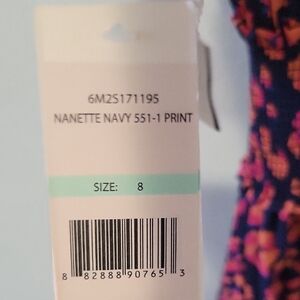 6M2S171195
NANETTE NAVY 551-1 PRINT
SIZE: 8
8 82888 90765 3